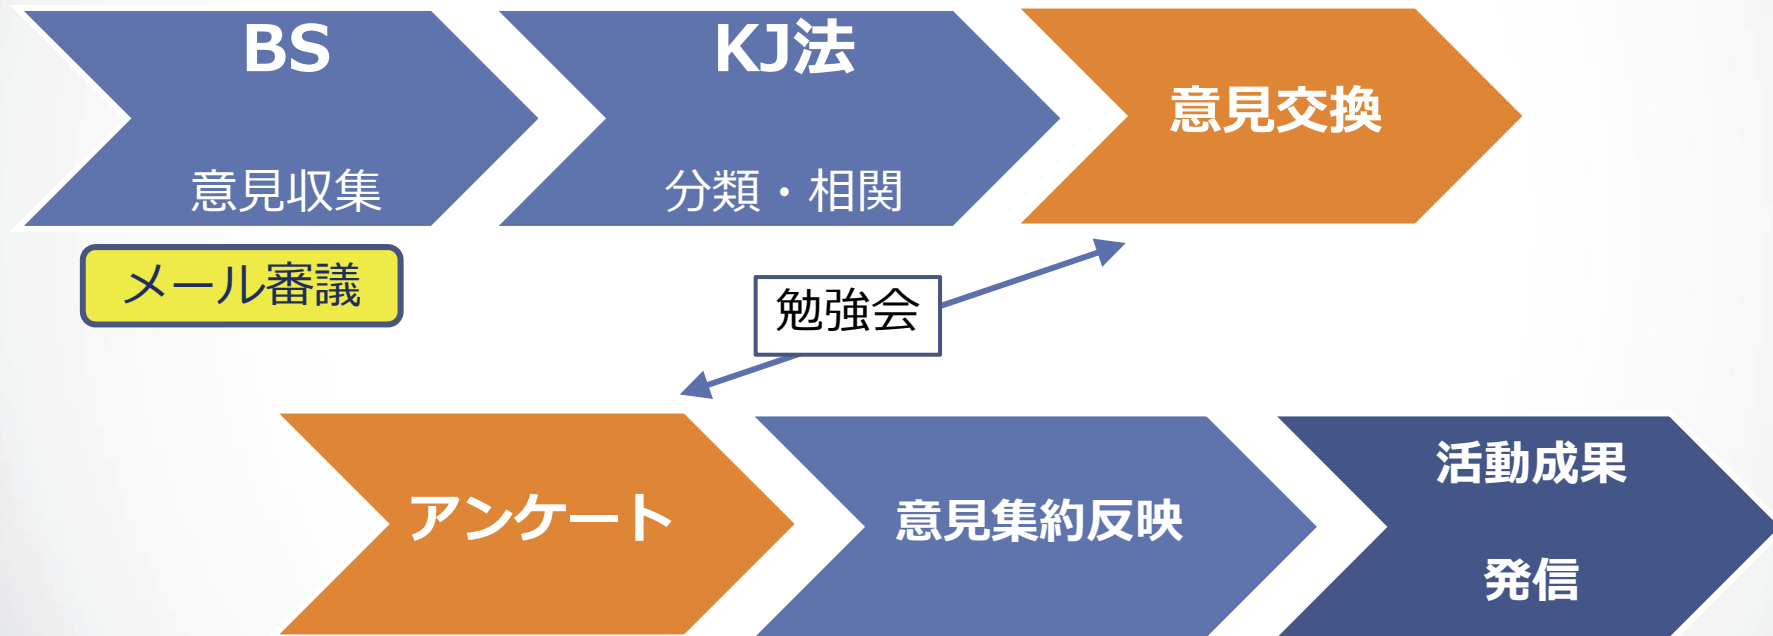 BS
意見収集
KJ法
分類・相関
意見交換
メール審議
勉強会
アンケート
意見集約反映
活動成果
発信